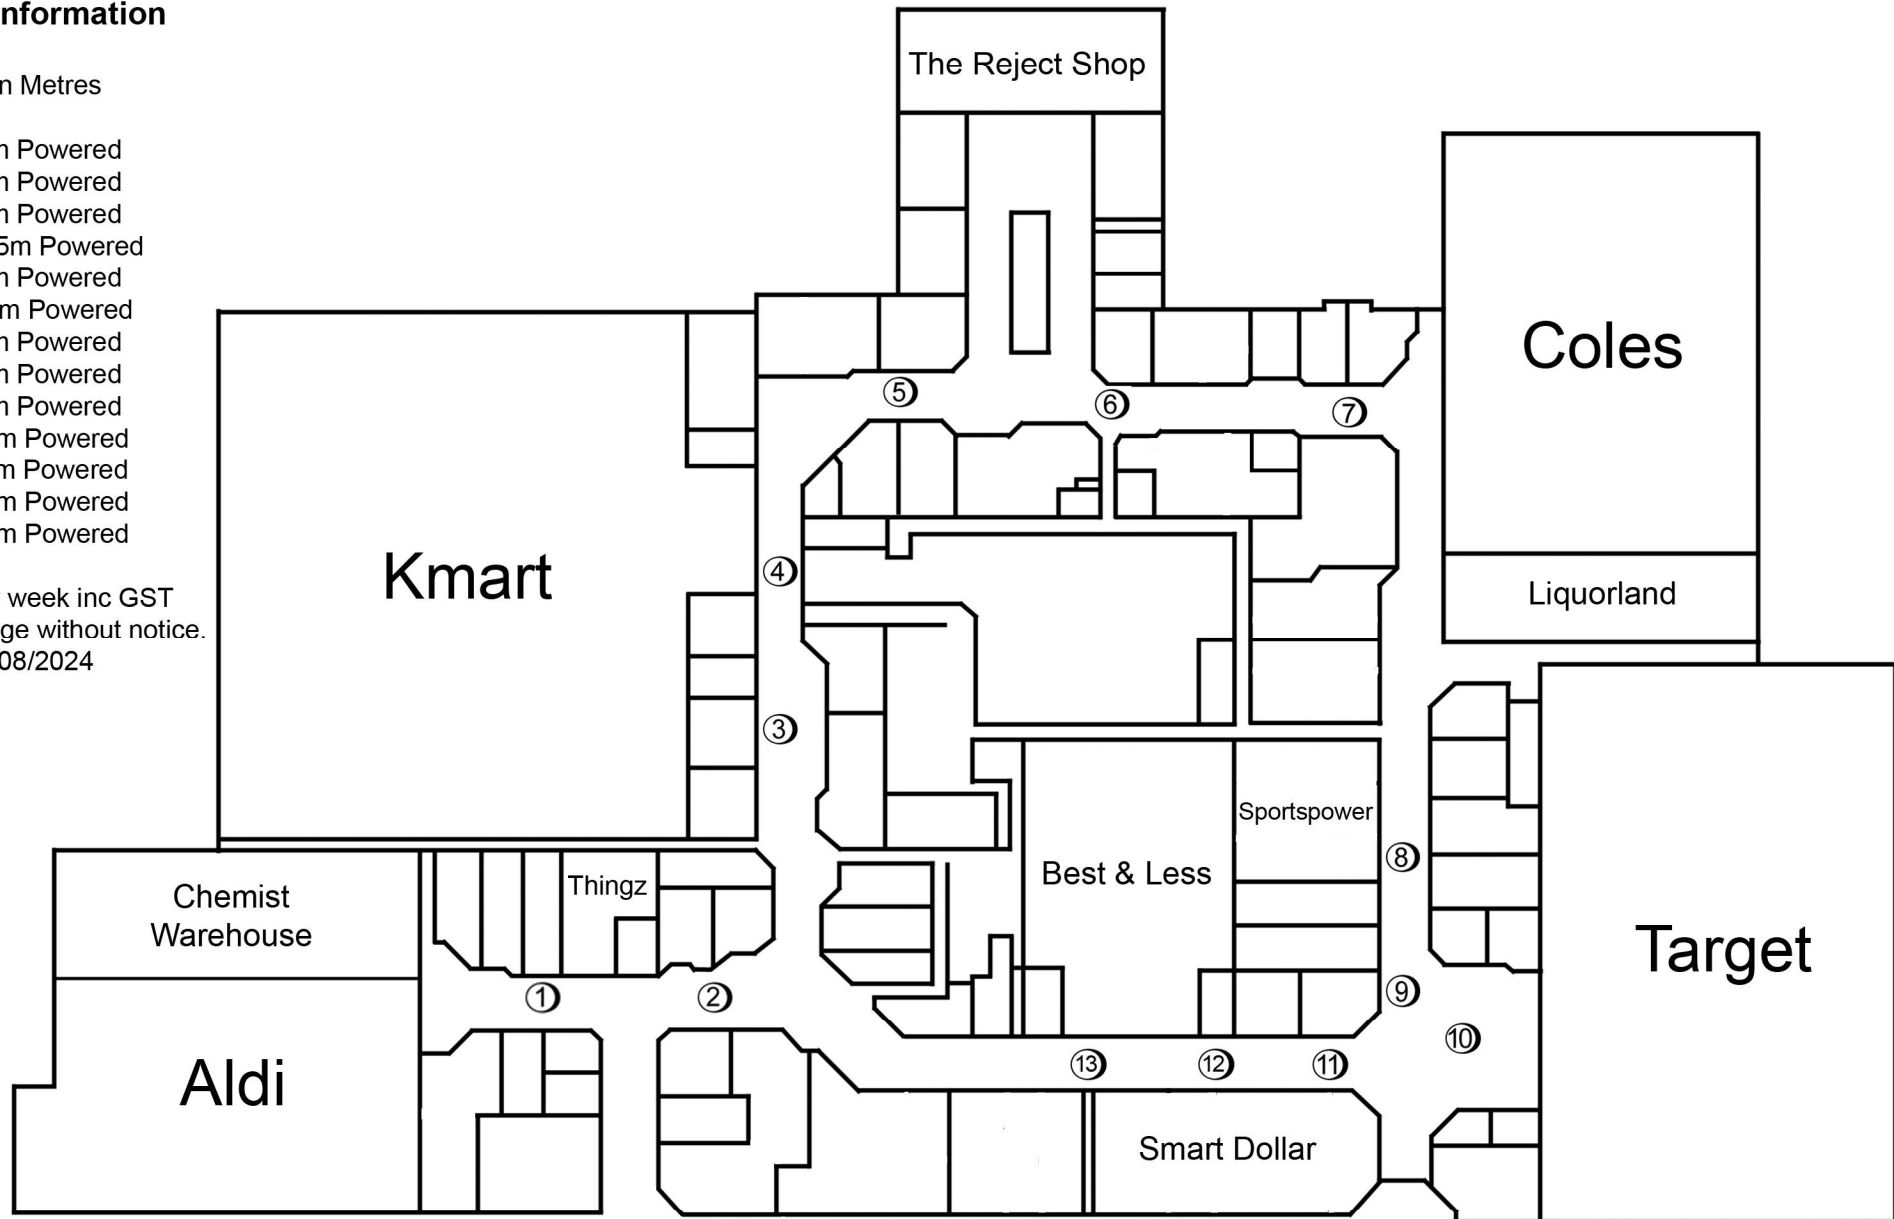 nformation
n Metres
m Powered
m Powered
m Powered
5m Powered
m Powered
m Powered
m Powered
m Powered
m Powered
m Powered
m Powered
m Powered
m Powered
week inc GST
ge without notice.
08/2024
The Reject Shop
Coles
Liquorland
Kmart
Chemist
Warehouse
Aldi
Thingz
Best & Less
Sportspower
Target
Smart Dollar
1
2
3
4
5
6
7
8
9
10
11
12
13